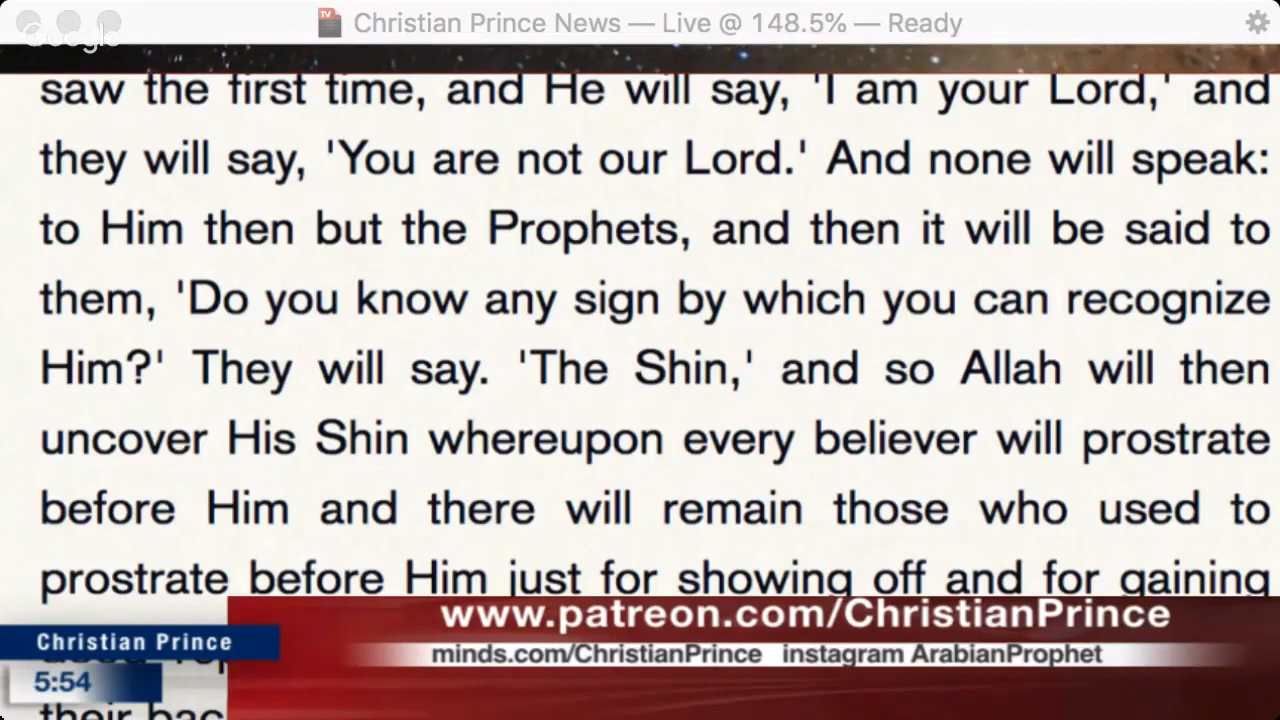 TV Christian Prince News — Live @ 148.5% — Ready
Google
saw the first time, and He will say, 'I am your Lord,' and
they will say, 'You are not our Lord.' And none will speak:
to Him then but the Prophets, and then it will be said to
them, 'Do you know any sign by which you can recognize
Him?' They will say. 'The Shin,' and so Allah will then
uncover His Shin whereupon every believer will prostrate
before Him and there will remain those who used to
prostrate before Him just for showing off and for gaining
www.patreon.com/ChristianPrince
Christian Prince
minds.com/ChristianPrince instagram ArabianProphet
5:54
their bac